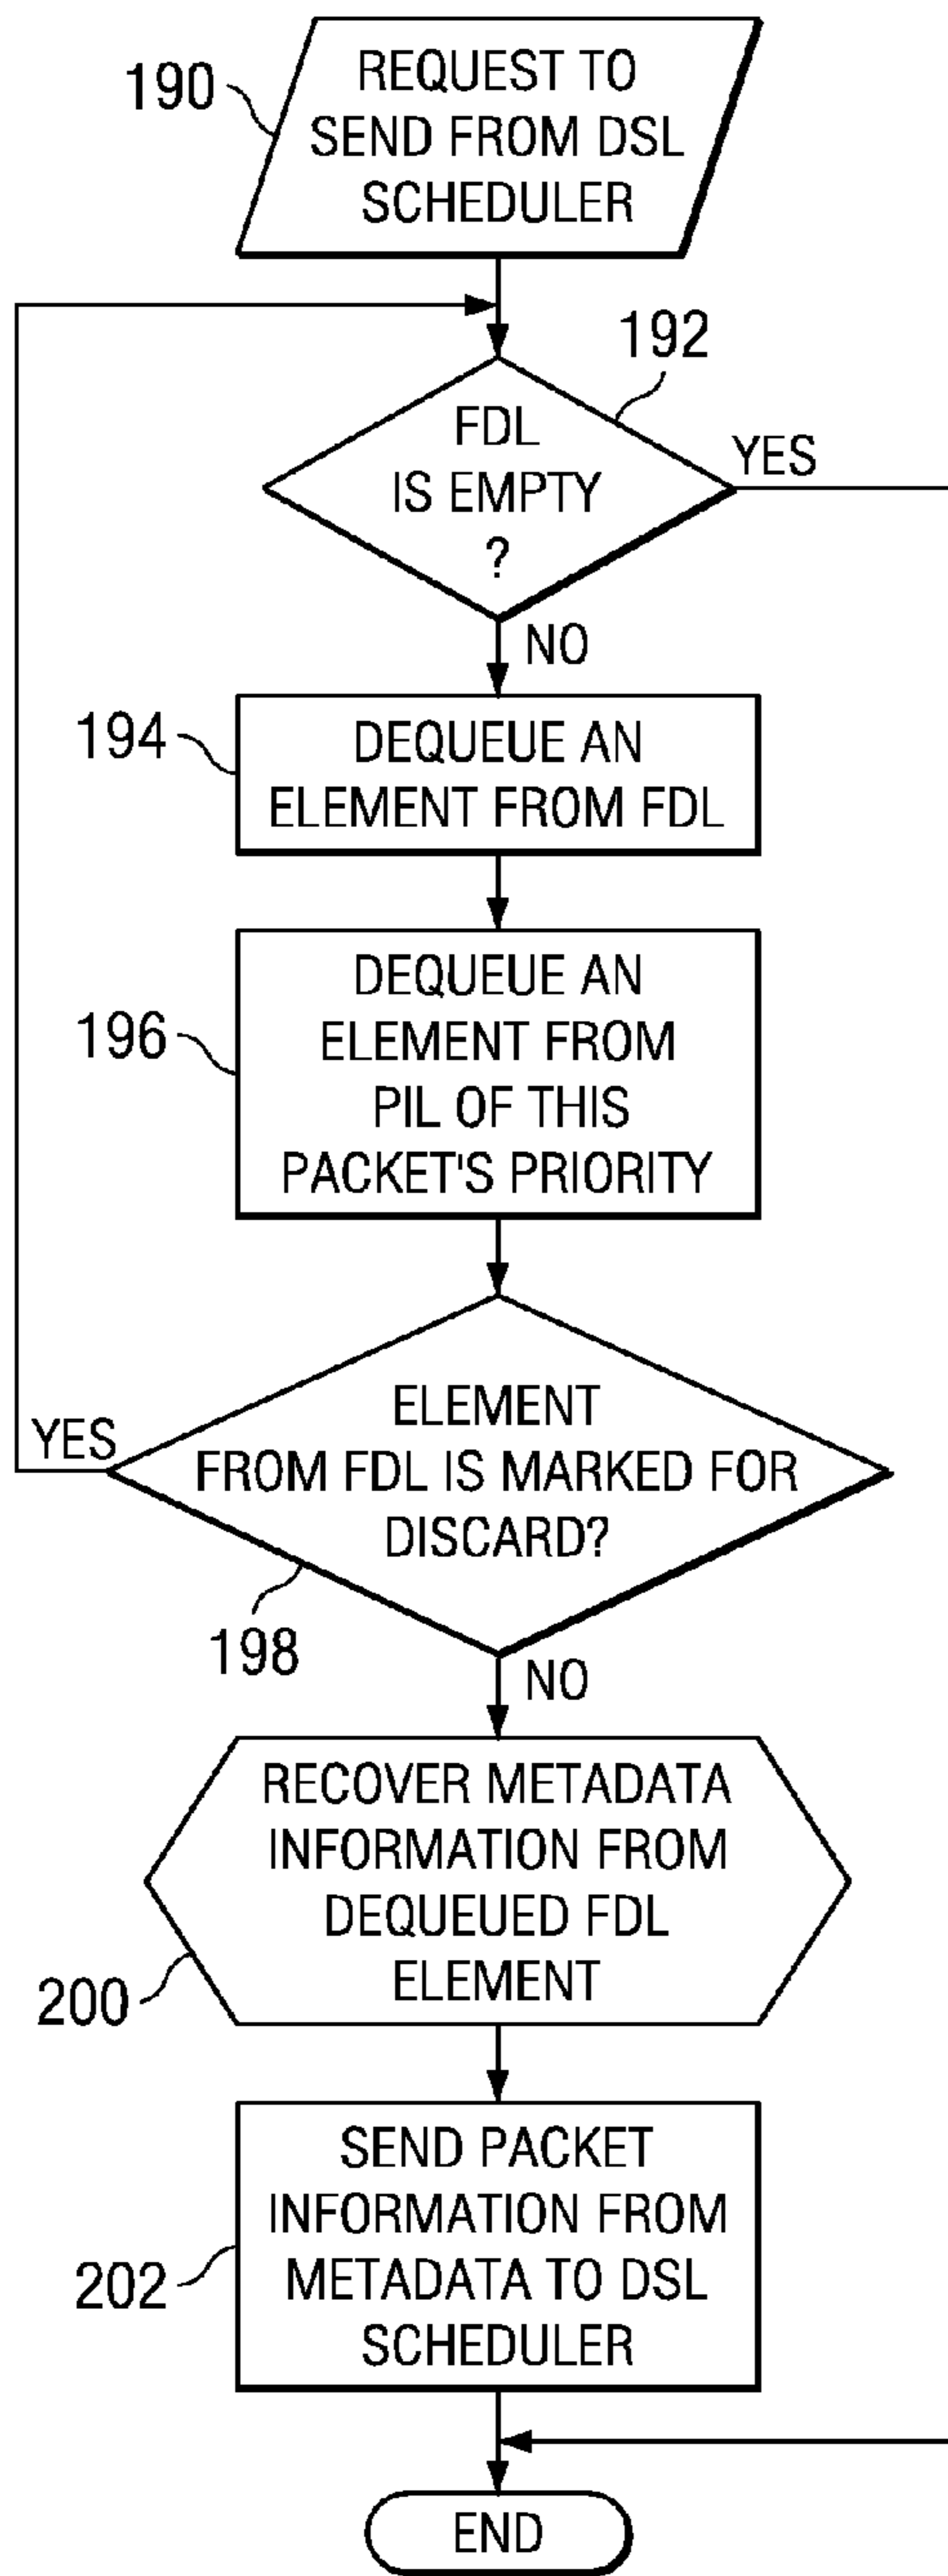 190
REQUEST TO
SEND FROM DSL
SCHEDULER
192
FDL
IS EMPTY
?
YES
NO
194
DEQUEUE AN
ELEMENT FROM FDL
196
DEQUEUE AN
ELEMENT FROM
PIL OF THIS
PACKET'S PRIORITY
YES
ELEMENT
FROM FDL IS MARKED FOR
DISCARD?
198
NO
RECOVER METADATA
INFORMATION FROM
DEQUEUED FDL
ELEMENT
200
SEND PACKET
INFORMATION FROM
METADATA TO DSL
SCHEDULER
202
END